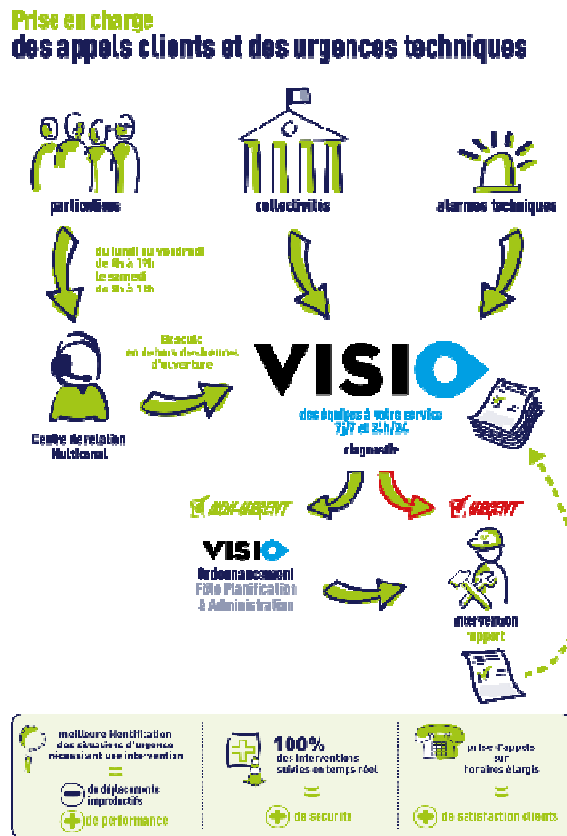 Prise en charge
des appels clients et des urgences techniques
particuliers
collectivités
alarmes techniques
du lundi au vendredi
de 8h à 19h
Le samedi
Bascule
en dehors des heures
d'ouverture
VISIO
des équipes à votre service
7j/7 et 24h/24
diagnostic
Centre de relation
Multicanal
NON-URGENT
URGENT
VISIO
Ordonnancement
Pôle Planification
& Administration
intervention
rapport
meilleure identification
des situations d'urgence
nécessitant une intervention
=
de déplacements
improductifs
de performance
100%
des interventions
suivies en temps réel
=
de sécurité
prise d'appels
sur
horaires élargis
=
de satisfaction clients